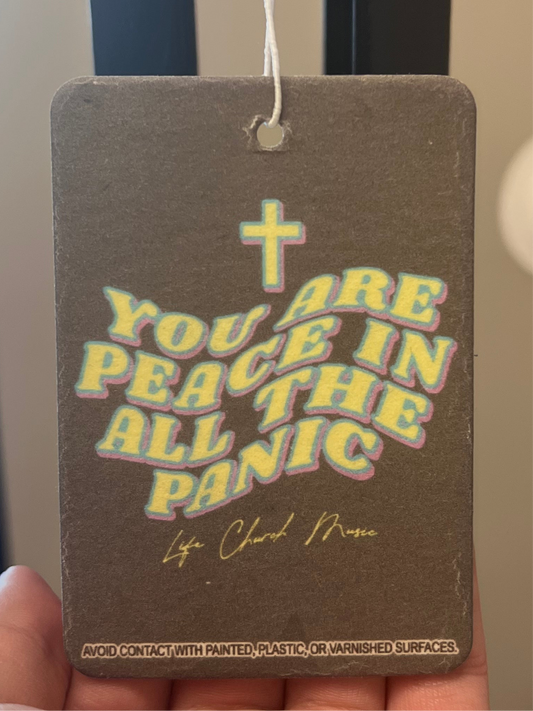 YOU ARE
PEACE IN
ALL THE
PANIC
Life Church Music
AVOID CONTACT WITH PAINTED, PLASTIC, OR VARNISHED SURFACES.